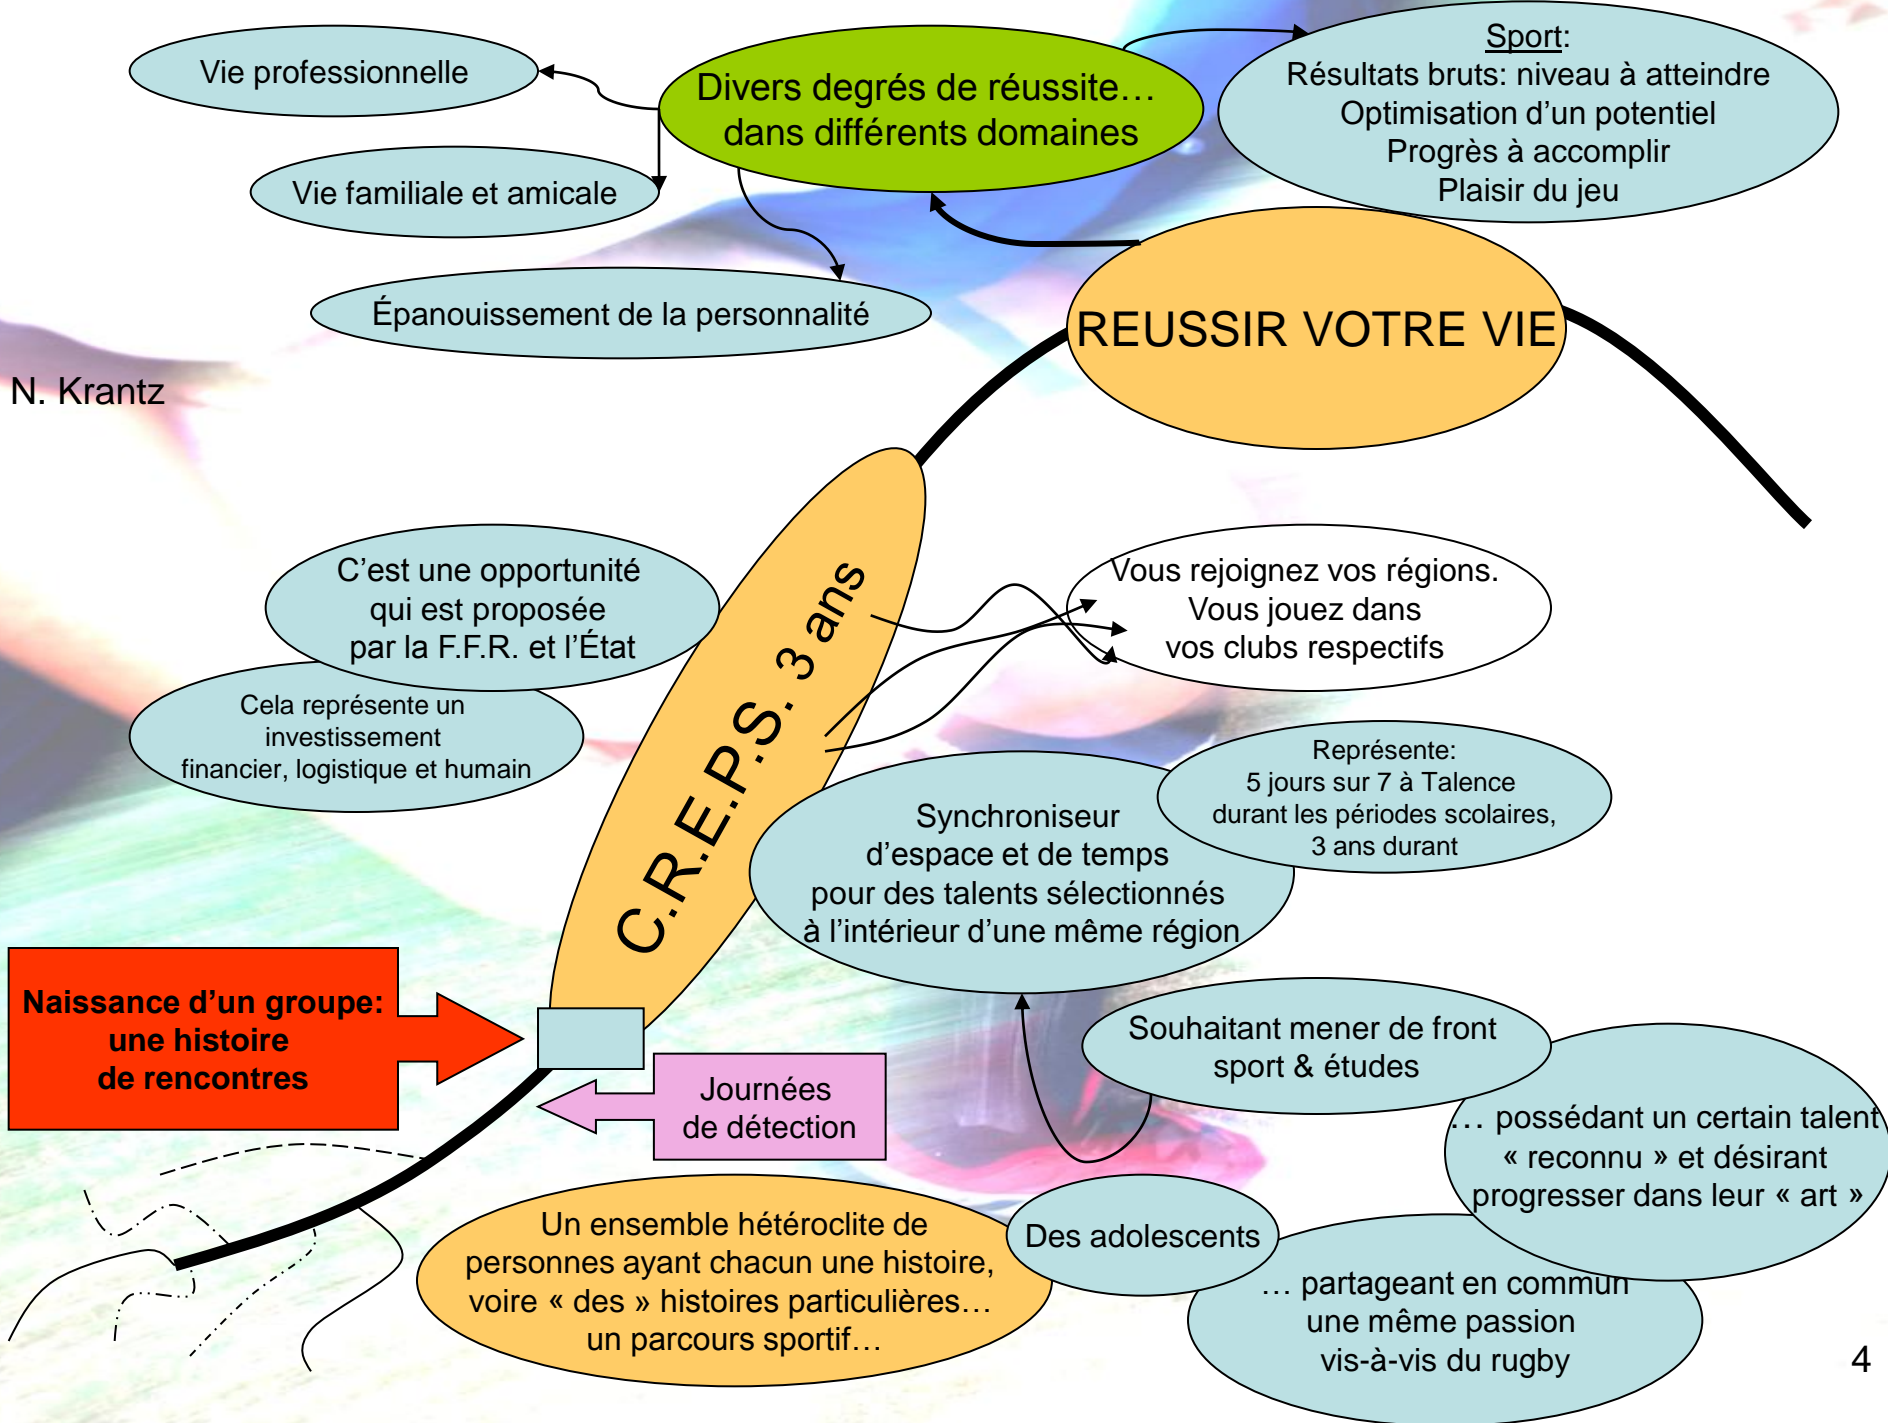 Vie professionnelle
Divers degrés de réussite…
dans différents domaines
Sport:
Résultats bruts: niveau à atteindre
Optimisation d’un potentiel
Progrès à accomplir
Plaisir du jeu
Vie familiale et amicale
Épanouissement de la personnalité
REUSSIR VOTRE VIE
N. Krantz
C’est une opportunité
qui est proposée
par la F.F.R. et l’État
Cela représente un
investissement
financier, logistique et humain
C.R.E.P.S. 3 ans
Vous rejoignez vos régions.
Vous jouez dans
vos clubs respectifs
Représente:
5 jours sur 7 à Talence
durant les périodes scolaires,
3 ans durant
Synchroniseur
d’espace et de temps
pour des talents sélectionnés
à l’intérieur d’une même région
Naissance d’un groupe:
une histoire
de rencontres
Journées
de détection
Souhaitant mener de front
sport & études
… possédant un certain talent
« reconnu » et désirant
progresser dans leur « art »
Un ensemble hétéroclite de
personnes ayant chacun une histoire,
voire « des » histoires particulières…
un parcours sportif…
Des adolescents
… partageant en commun
une même passion
vis-à-vis du rugby
4